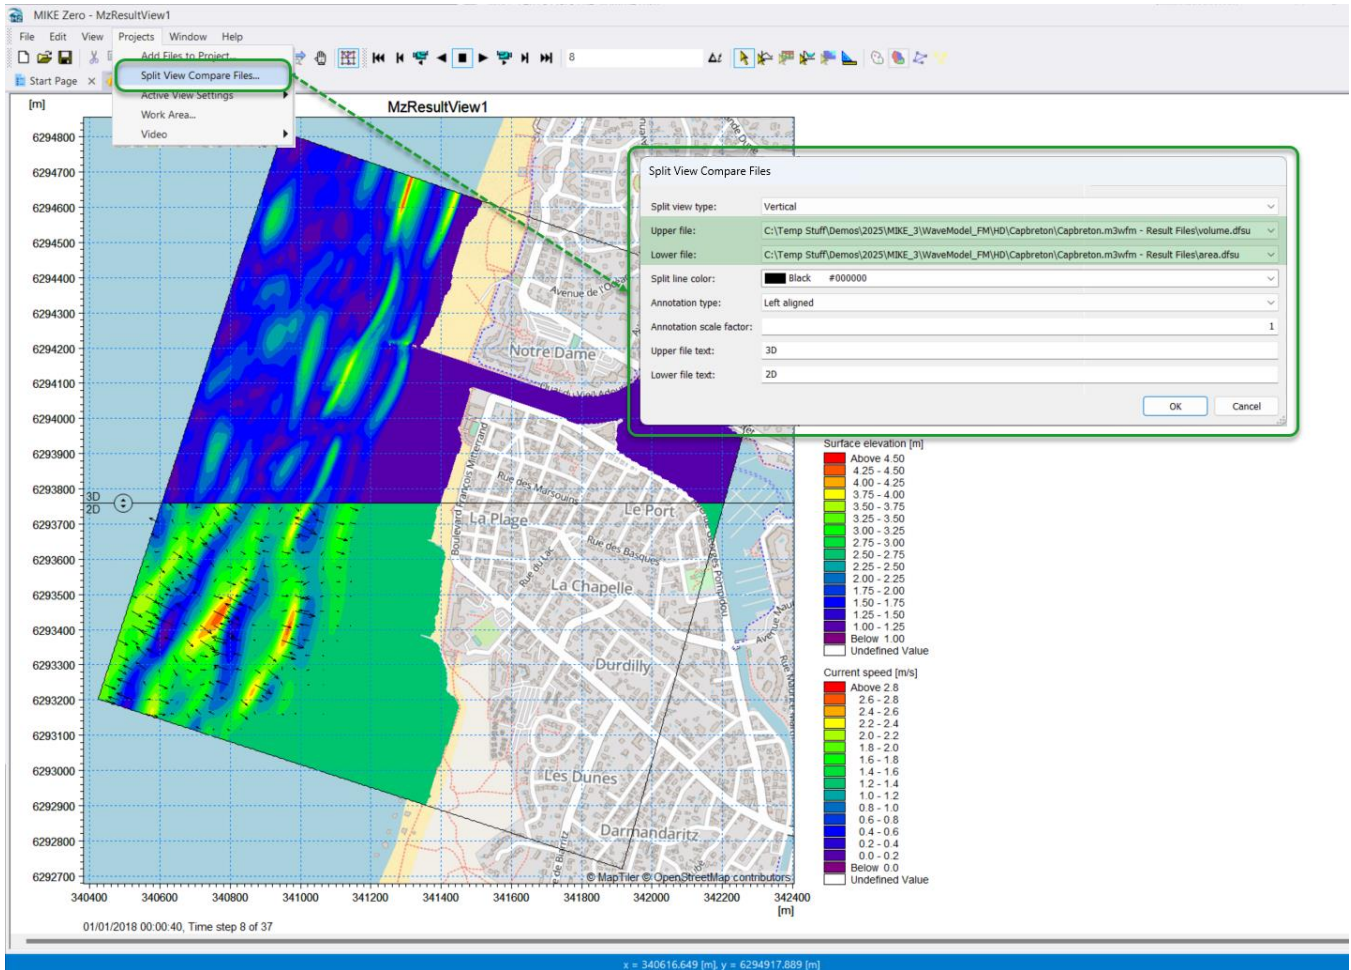 MIKE Zero - MzResultView1
File Edit View Projects Window Help
Add Files to Project...
8
Start Page
Split View Compare Files...
Active View Settings
Work Area...
Video
MzResultView1
[m]
6294800
6294700
6294600
6294500
6294400
6294300
6294200
6294100
6294000
6293900
6293800
6293700
6293600
6293500
6293400
6293300
6293200
6293100
6293000
6292900
6292800
6292700
3D
2D
Notre Dame
Boulevard François Mitterrand
Rue des Marsouins
La Plage
Le Port
Rue des Basques
Rue du Lac
La Chapelle
Georges Pompidou
Durdilly
Les Dunes
Darmandaritz
© MapTiler © OpenStreetMap contributors
340400 340600 340800 341000 341200 341400 341600 341800 342000 342200 342400
[m]
01/01/2018 00:00:40, Time step 8 of 37
Split View Compare Files
Split view type: Vertical
Upper file: C:\Temp Stuff\Demos\2025\MIKE_3\WaveModel_FM\HD\Capbreton\Capbreton.m3wfm - Result Files\volume.dfsu
Lower file: C:\Temp Stuff\Demos\2025\MIKE_3\WaveModel_FM\HD\Capbreton\Capbreton.m3wfm - Result Files\area.dfsu
Split line color: Black #000000
Annotation type: Left aligned
Annotation scale factor: 1
Upper file text: 3D
Lower file text: 2D
OK Cancel
Surface elevation [m]
Above 4.50
4.25 - 4.50
4.00 - 4.25
3.75 - 4.00
3.50 - 3.75
3.25 - 3.50
3.00 - 3.25
2.75 - 3.00
2.50 - 2.75
2.25 - 2.50
2.00 - 2.25
1.75 - 2.00
1.50 - 1.75
1.25 - 1.50
1.00 - 1.25
Below 1.00
Undefined Value
Current speed [m/s]
Above 2.8
2.6 - 2.8
2.4 - 2.6
2.2 - 2.4
2.0 - 2.2
1.8 - 2.0
1.6 - 1.8
1.4 - 1.6
1.2 - 1.4
1.0 - 1.2
0.8 - 1.0
0.6 - 0.8
0.4 - 0.6
0.2 - 0.4
0.0 - 0.2
Below 0.0
Undefined Value
x = 340616.649 [m], y = 6294917.889 [m]